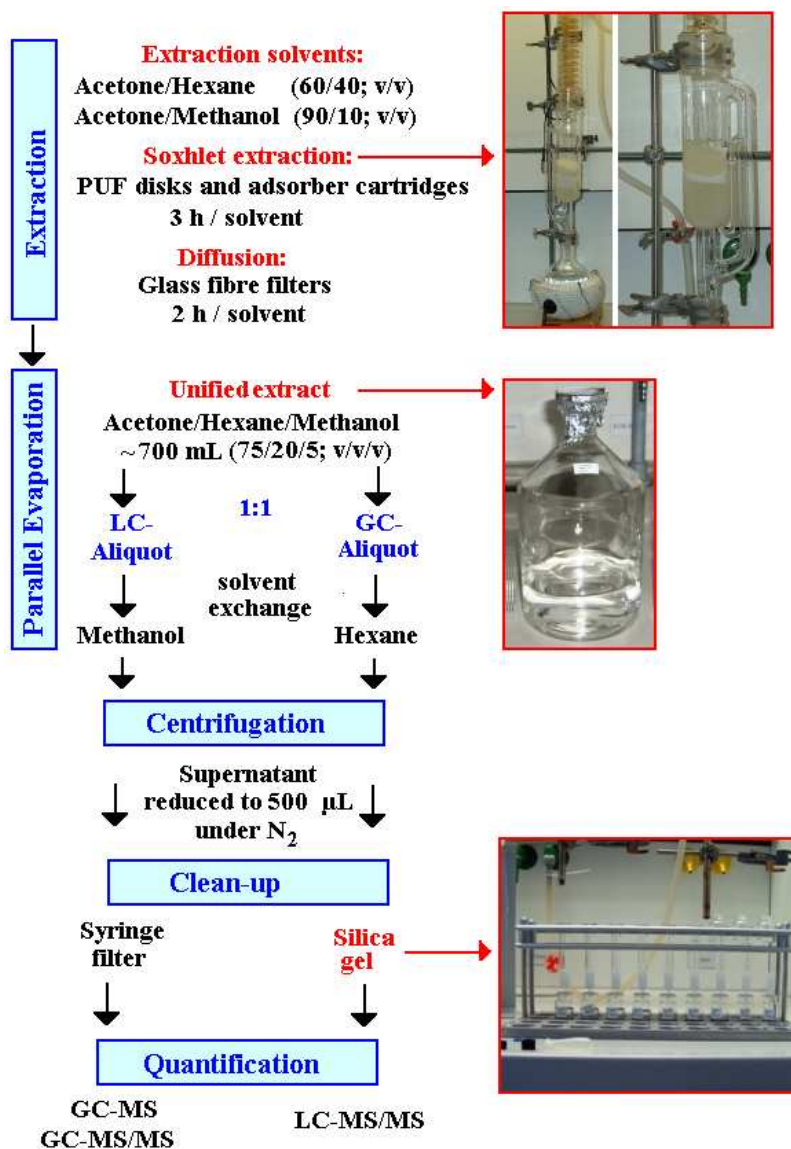 Extraction
Extraction solvents:
Acetone/Hexane (60/40; v/v)
Acetone/Methanol (90/10; v/v)
Soxhlet extraction:
PUF disks and adsorber cartridges
3 h / solvent
Diffusion:
Glass fibre filters
2 h / solvent
Parallel Evaporation
Unified extract
Acetone/Hexane/Methanol
~700 mL (75/20/5; v/v/v)
LC-
Aliquot
1:1
GC-
Aliquot
solvent
exchange
Methanol
Hexane
Centrifugation
Supernatant
reduced to 500 µL
under N2
Clean-up
Syringe
filter
Silica
gel
Quantification
GC-MS
GC-MS/MS
LC-MS/MS